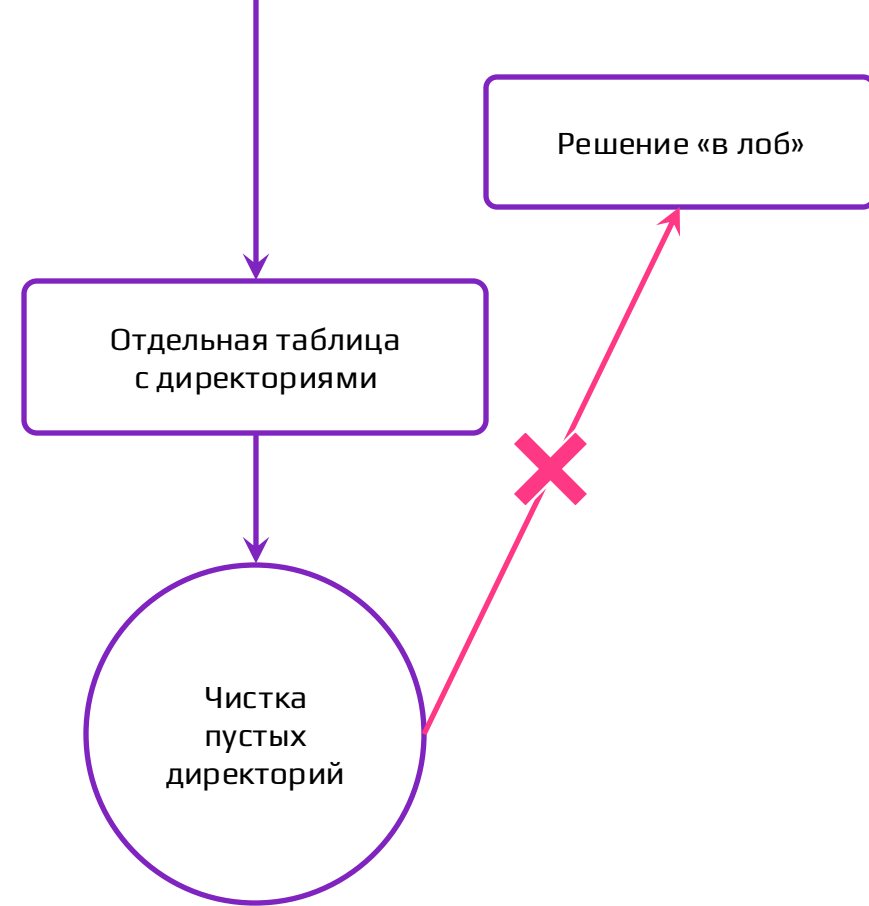 Решение «в лоб»
Отдельная таблица
с директориями
Чистка
пустых
директорий